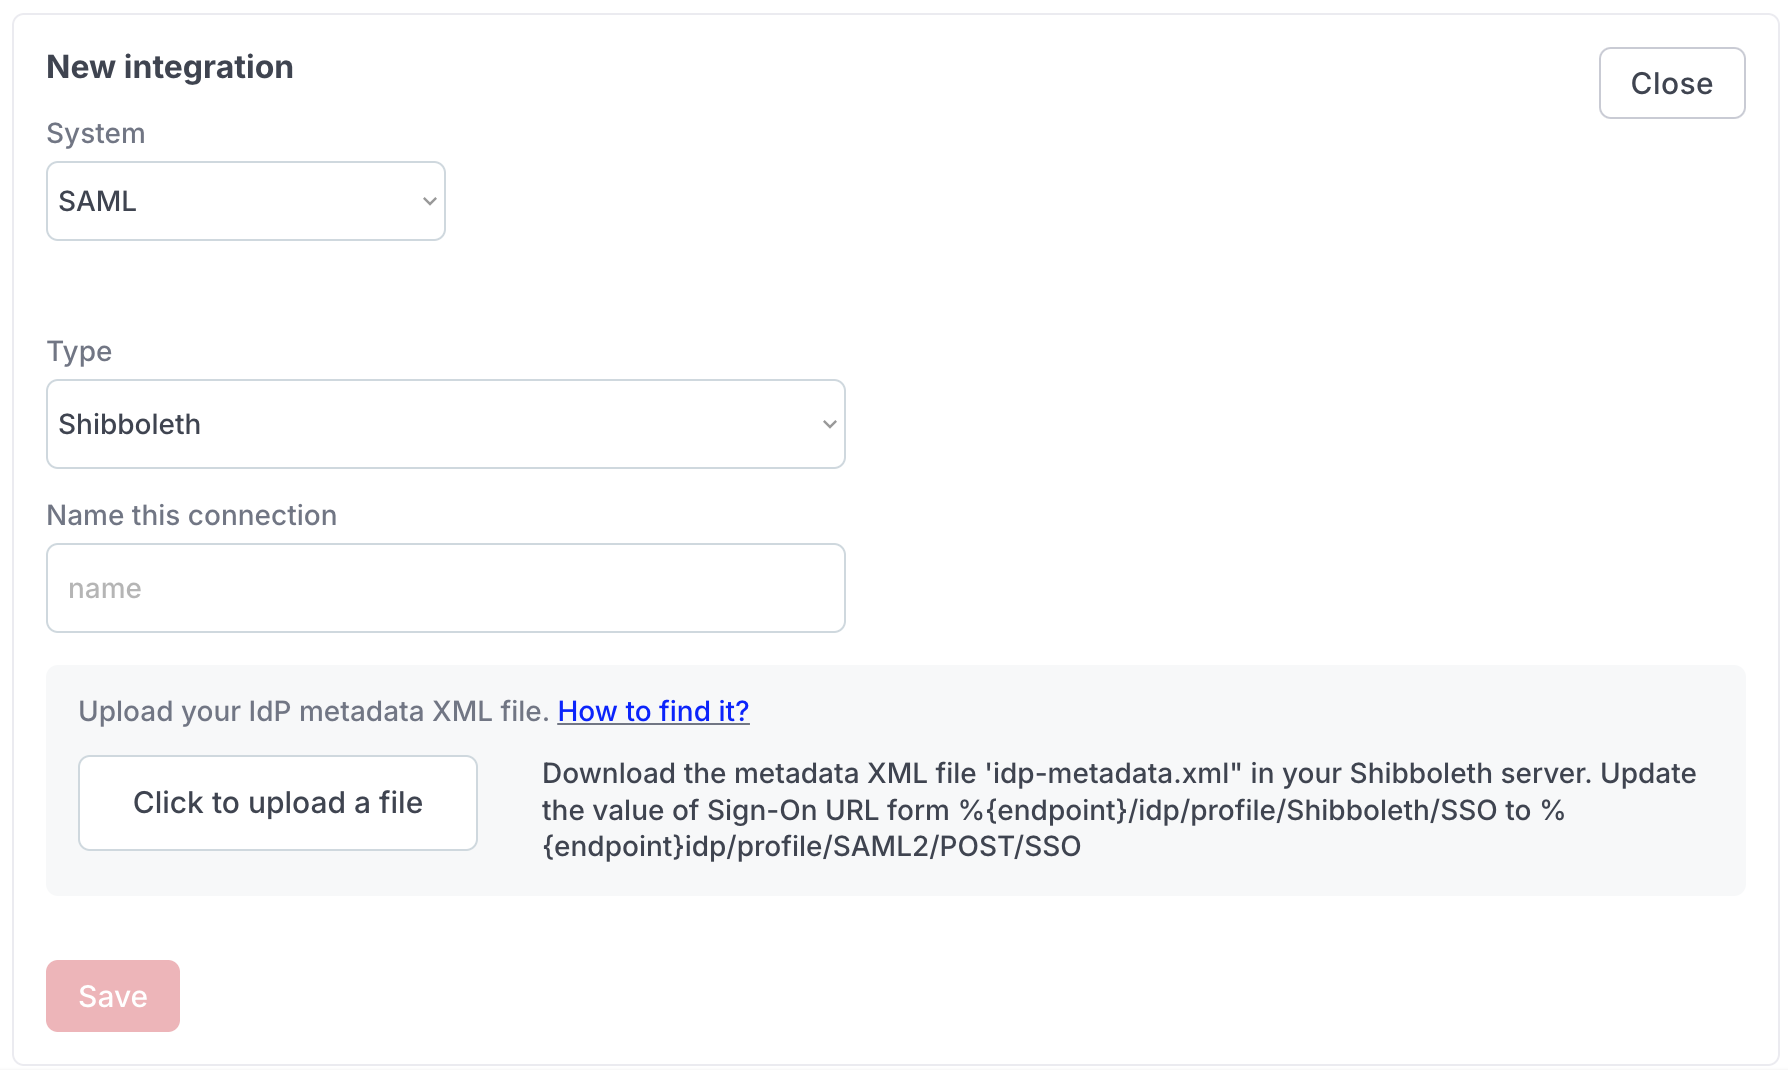 New integration
Close
System
SAML
Type
Shibboleth
Name this connection
name
Upload your IdP metadata XML file. How to find it?
Click to upload a file
Download the metadata XML file 'idp-metadata.xml" in your Shibboleth server. Update
the value of Sign-On URL form %{endpoint}/idp/profile/Shibboleth/SSO to %
{endpoint}idp/profile/SAML2/POST/SSO
Save